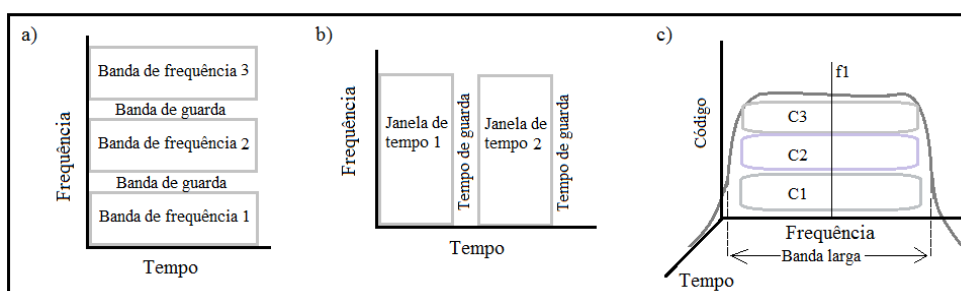 a)
Frequência
Banda de frequência 3
Banda de guarda
Banda de frequência 2
Banda de guarda
Banda de frequência 1
Tempo
b)
Frequência
Janela de
tempo 1
Tempo de guarda
Janela de
tempo 2
Tempo de guarda
Tempo
c)
Código
f1
C3
C2
C1
Frequência
Banda larga
Tempo